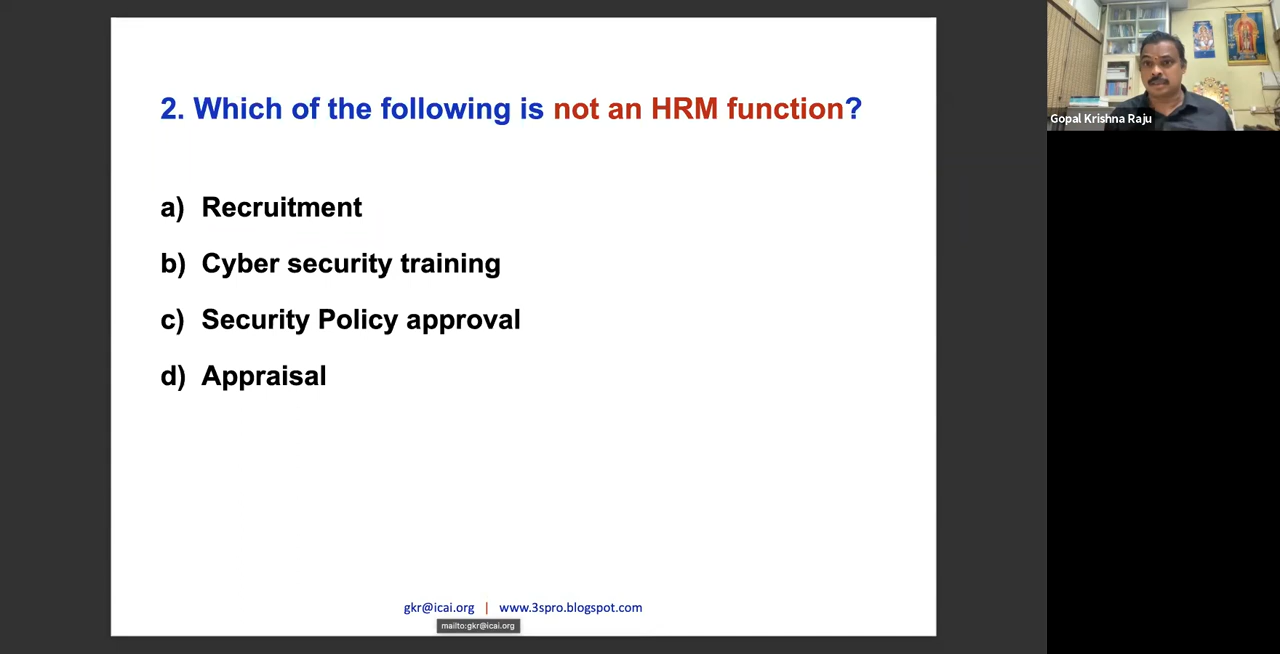 2. Which of the following is not an HRM function?
a) Recruitment
b) Cyber security training
c) Security Policy approval
d) Appraisal
gkr@icai.org | www.3spro.blogspot.com
mailto:gkr@icai.org
Gopal Krishna Raju